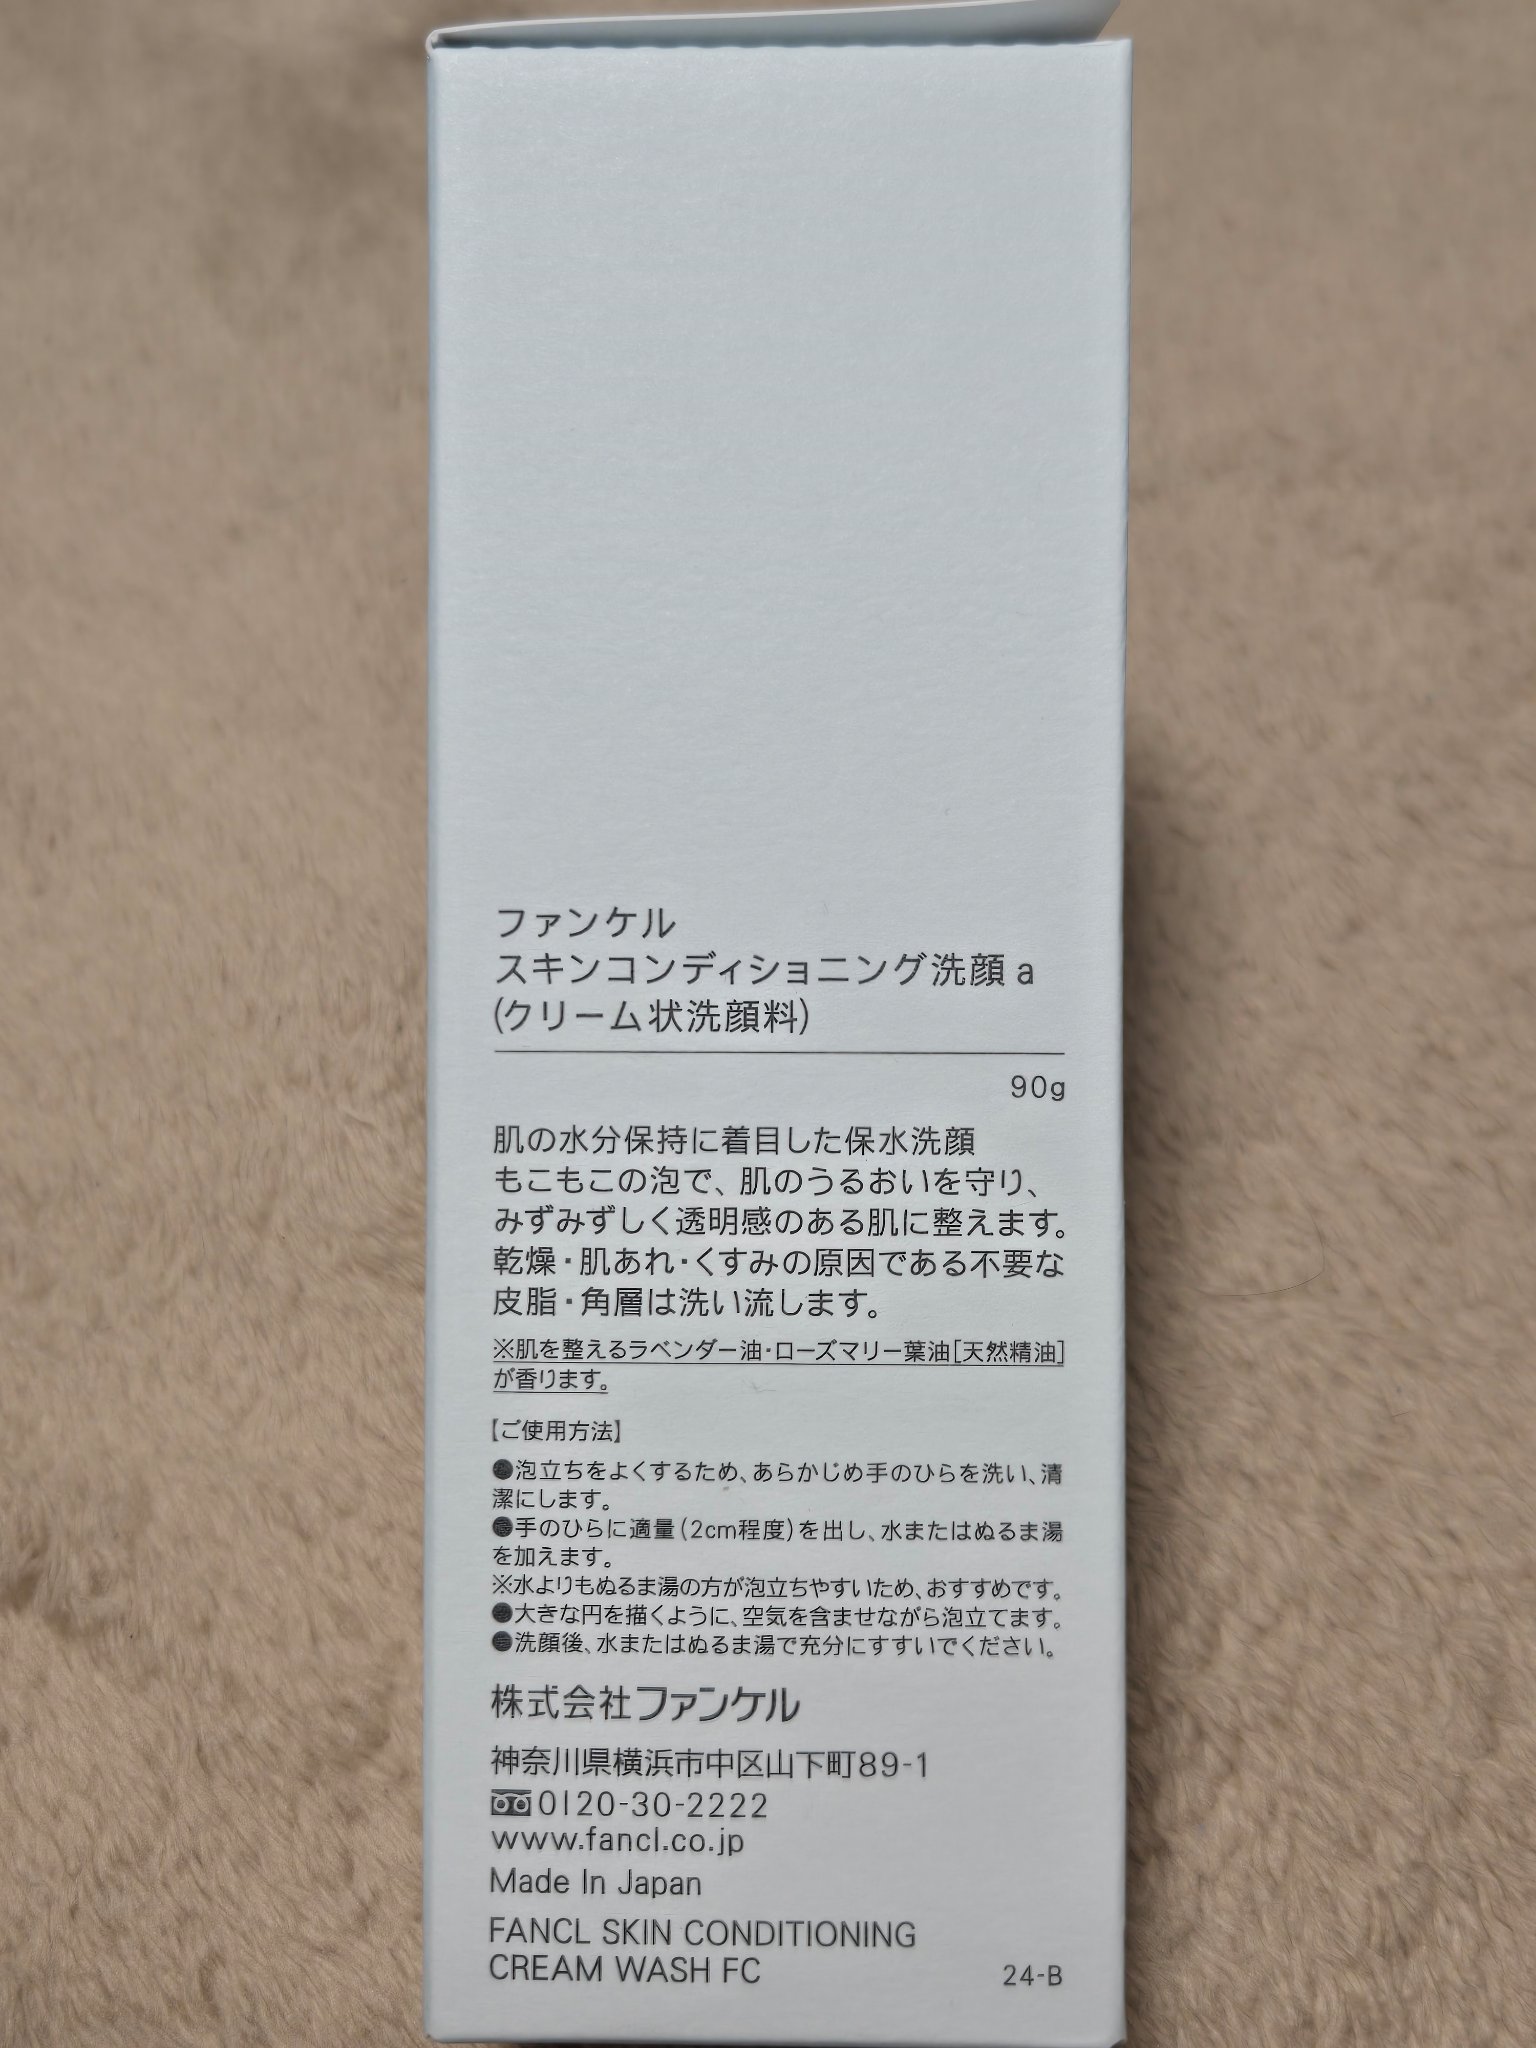 ファンケル
スキンコンディショニング洗顔 a
(クリーム状洗顔料)
90g
肌の水分保持に着目した保水洗顔
もこもこの泡で、肌のうるおいを守り、
みずみずしく透明感のある肌に整えます。
乾燥・肌あれ・くすみの原因である不要な
皮脂・角層は洗い流します。
※肌を整えるラベンダー油・ローズマリー葉油[天然精油]
が香ります。
【ご使用方法】
●泡立ちをよくするため、あらかじめ手のひらを洗い、清
潔にします。
●手のひらに適量(2cm程度)を出し、水またはぬるま湯
を加えます。
※水よりもぬるま湯の方が泡立ちやすいため、おすすめです。
●大きな円を描くように、空気を含ませながら泡立てます。
●洗顔後、水またはぬるま湯で充分にすすいでください。
株式会社ファンケル
神奈川県横浜市中区山下町89-1
0120-30-2222
www.fancl.co.jp
Made In Japan
FANCL SKIN CONDITIONING
CREAM WASH FC
24-B